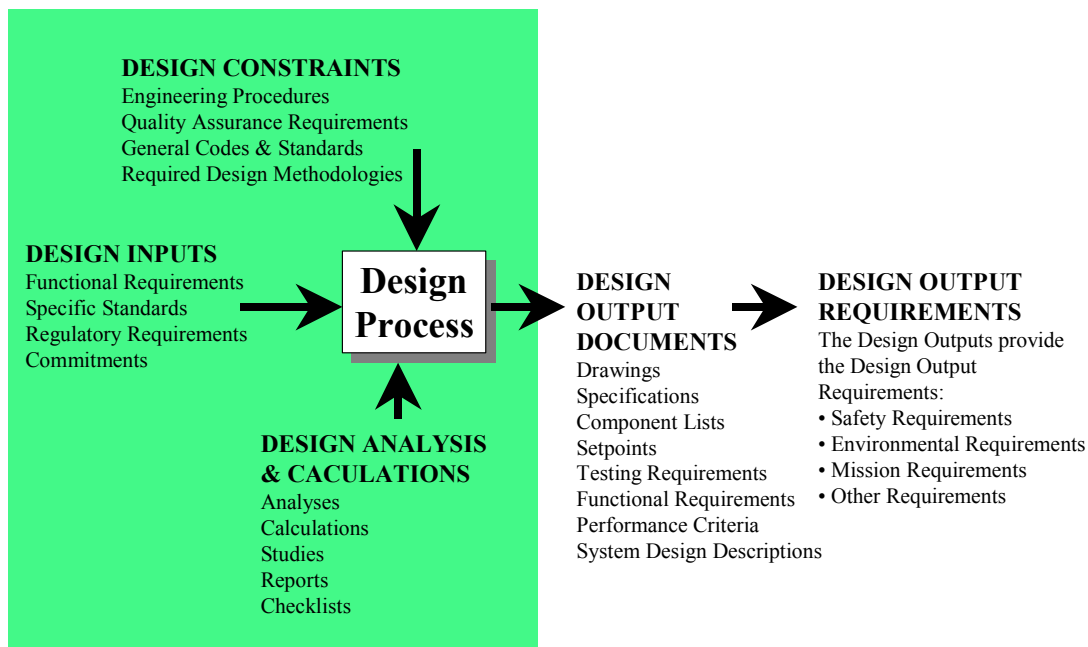 DESIGN CONSTRAINTS
Engineering Procedures
Quality Assurance Requirements
General Codes & Standards
Required Design Methodologies
DESIGN INPUTS
Functional Requirements
Specific Standards
Regulatory Requirements
Commitments
Design
Process
DESIGN ANALYSIS
& CACULATIONS
Analyses
Calculations
Studies
Reports
Checklists
DESIGN
OUTPUT
DOCUMENTS
Drawings
Specifications
Component Lists
Setpoints
Testing Requirements
Functional Requirements
Performance Criteria
System Design Descriptions
DESIGN OUTPUT
REQUIREMENTS
The Design Outputs provide
the Design Output
Requirements:
• Safety Requirements
• Environmental Requirements
• Mission Requirements
• Other Requirements